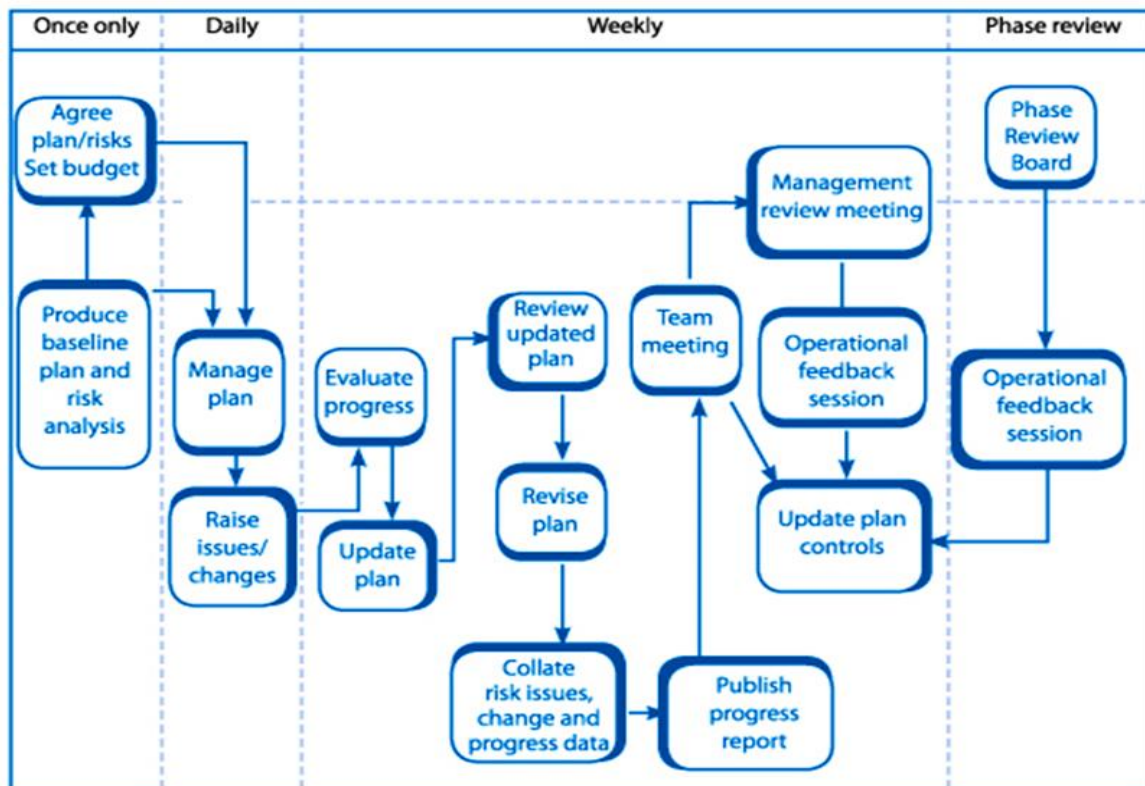 Once only
Daily
Weekly
Phase review
Agree
plan/risks
Set budget
Produce
baseline
plan and
risk
analysis
Manage
plan
Raise
issues/
changes
Evaluate
progress
Update
plan
Review
updated
plan
Revise
plan
Collate
risk issues,
change and
progress data
Publish
progress
report
Team
meeting
Management
review meeting
Operational
feedback
session
Update plan
controls
Phase
Review
Board
Operational
feedback
session